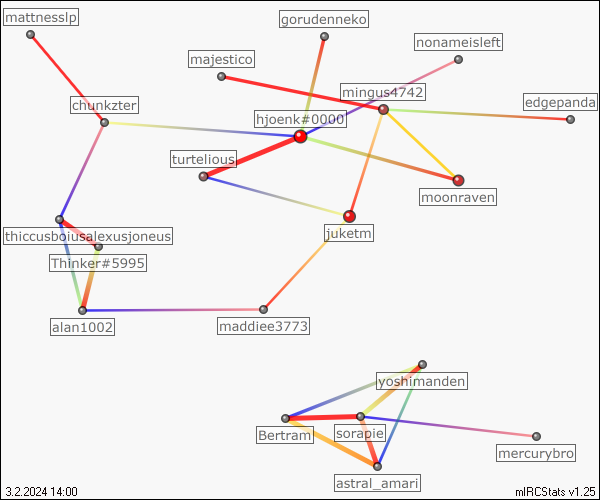 mattnesslp
gorudenneko
nonameisleft
majestico
mingus4742
edgepanda
chunkzter
hjoenk#0000
turtelious
moonraven
thiccusboiusalexusjoneus
juketm
Thinker#5995
alan1002
maddiee3773
yoshimanden
Bertram
sorapie
mercurybro
astral_amari
3.2.2024 14:00
mIRCStats v1.25